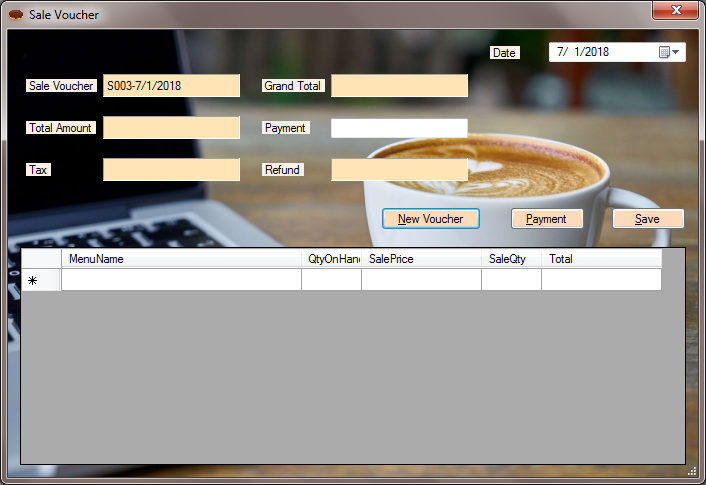 Sale Voucher
Date 7/ 1/2018
Sale Voucher S003-7/1/2018 Grand Total
Total Amount Payment
Tax Refund
New Voucher Payment Save
MenuName QtyOnHand SalePrice SaleQty Total